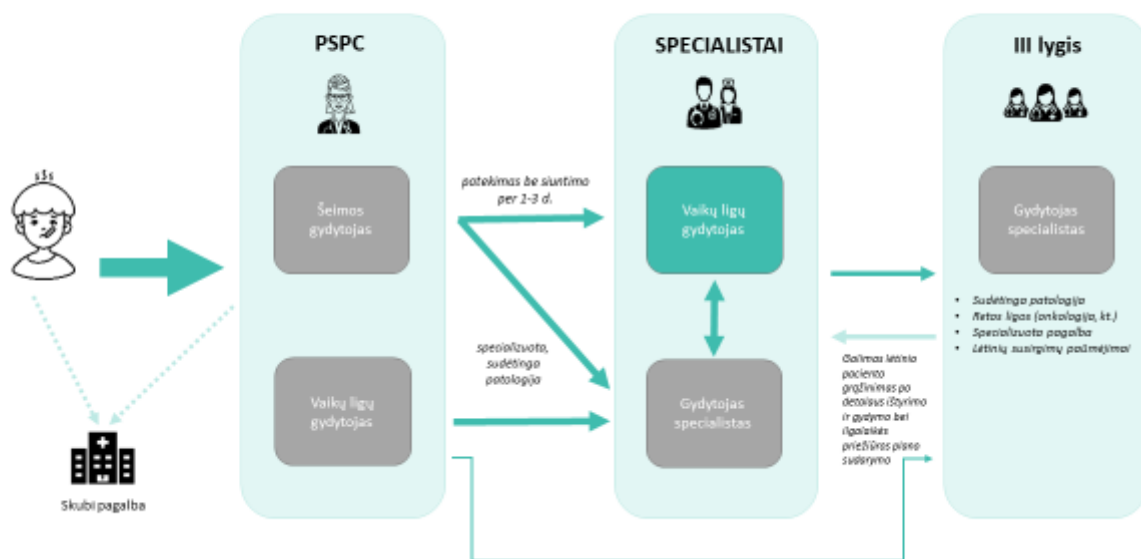 PSPC
Šeimos
gydytojas
Vaikų ligų
gydytojas
Skubi pagalba
patekimas be siuntimo
per 1-3 d.
specializuota,
sudėtinga
patologija
SPECIALISTAI
Vaikų ligų
gydytojas
Gydytojas
specialistas
Galimas lėtinio
paciento
grąžinimas po
detalaus ištyrimo
ir gydymo bei
ilgalaikės
priežiūros plano
sudarymo
III lygis
Gydytojas
specialistas
• Sudėtinga patologija
• Retos ligos (onkologija, kt.)
• Specializuota pagalba
• Lėtinių susirgimų paūmėjimai